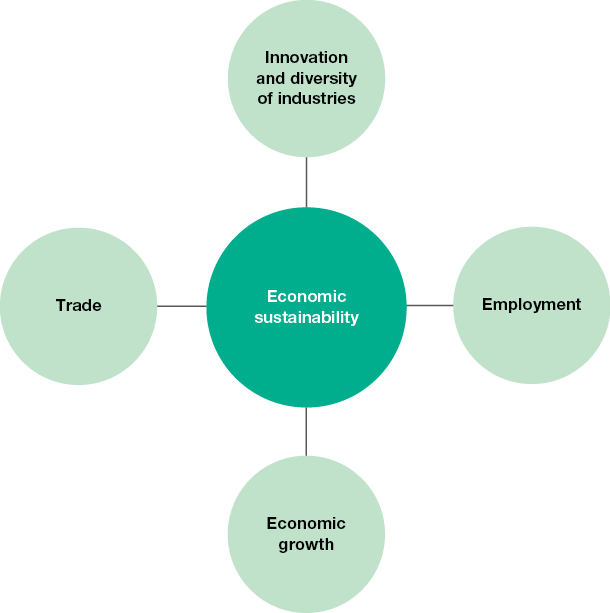 Innovation
and diversity
of industries
Trade
Economic
sustainability
Employment
Economic
growth